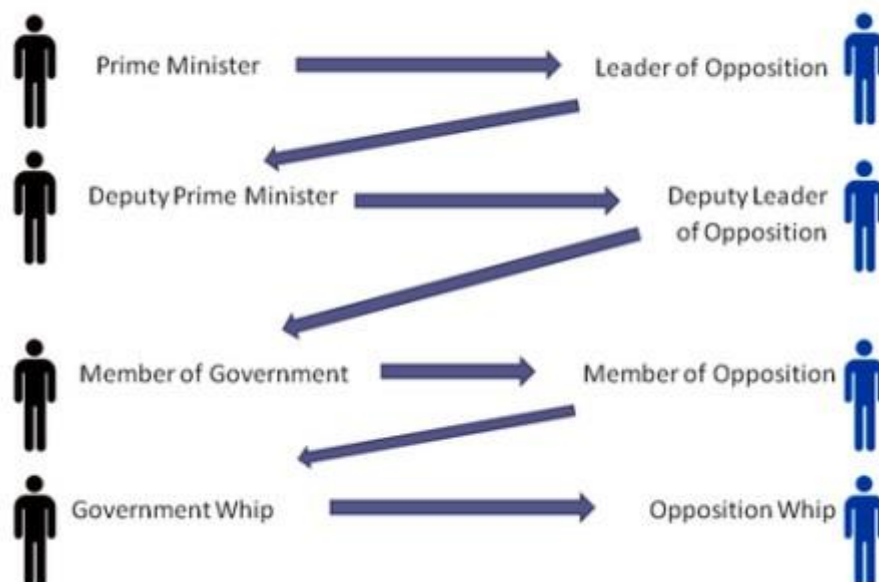 Prime Minister
Leader of Opposition
Deputy Prime Minister
Deputy Leader
of Opposition
Member of Government
Member of Opposition
Government Whip
Opposition Whip